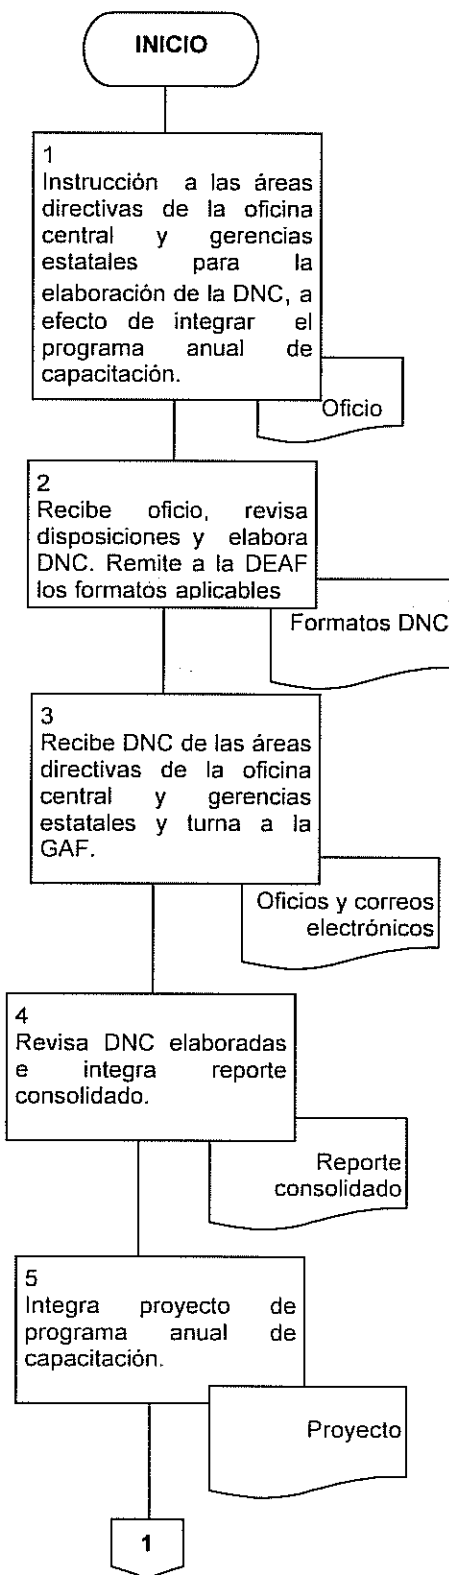 INICIO
1
Instrucción a las áreas
directivas de la oficina
central y gerencias
estatales para la
elaboración de la DNC, a
efecto de integrar el
programa anual de
capacitación.
Oficio
2
Recibe oficio, revisa
disposiciones y elabora
DNC. Remite a la DEAF
los formatos aplicables
Formatos DNC
3
Recibe DNC de las áreas
directivas de la oficina
central y gerencias
estatales y turna a la
GAF.
Oficios y correos
electrónicos
4
Revisa DNC elaboradas
e integra reporte
consolidado.
Reporte
consolidado
5
Integra proyecto de
programa anual de
capacitación.
Proyecto
1